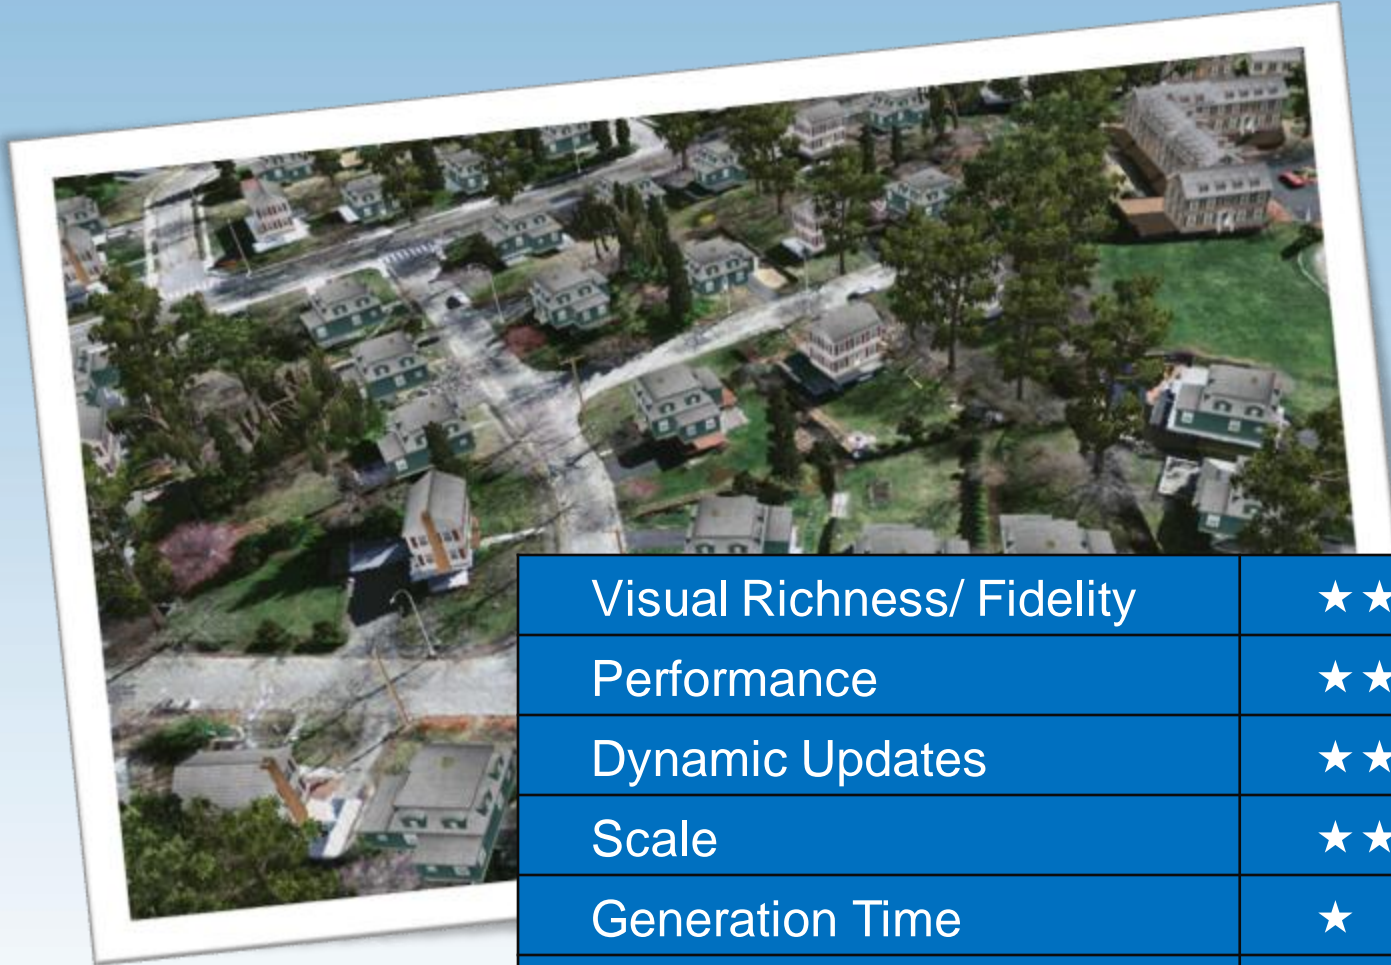 Visual Richness/ Fidelity ★★
Performance ★★
Dynamic Updates ★★
Scale ★★
Generation Time ★